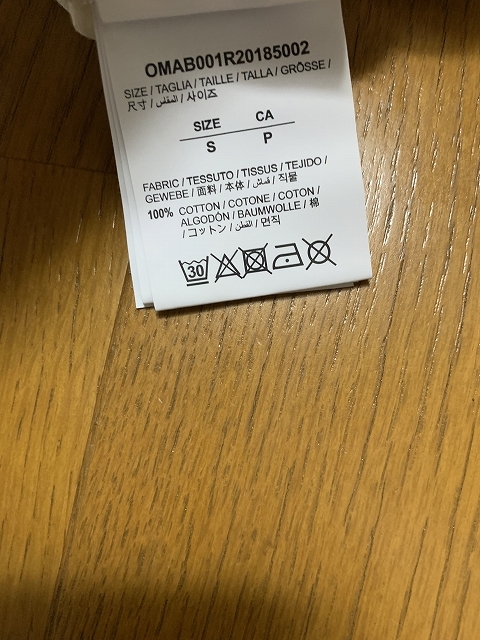 OMAB001R20185002
SIZE / TAGLIA / TAILLE / TALLA / GRÖSSE /
尺寸 / المقاس / 사이즈
SIZE CA
S P
FABRIC / TESSUTO / TISSUS / TEJIDO /
GEWEBE / 面料 / 本体 / قماش / 직물
100% COTTON / COTONE / COTON /
ALGODÓN / BAUMWOLLE / 棉
/ コットン / القطن / 면직
30